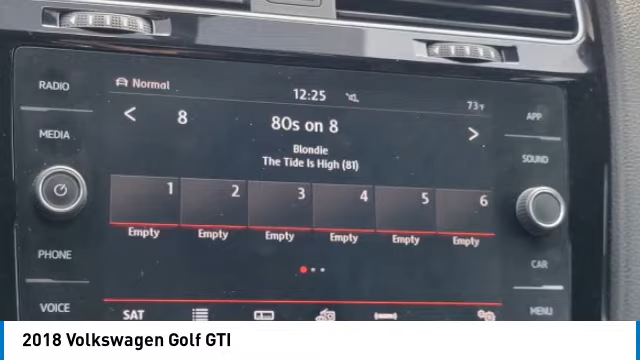 RADIO
MEDIA
PHONE
VOICE
Normal
12:25
73°F
8
80s on 8
Blondie
The Tide Is High (81)
1 2 3 4 5 6
Empty Empty Empty Empty Empty Empty
SAT
APP
SOUND
CAR
MENU
2018 Volkswagen Golf GTI